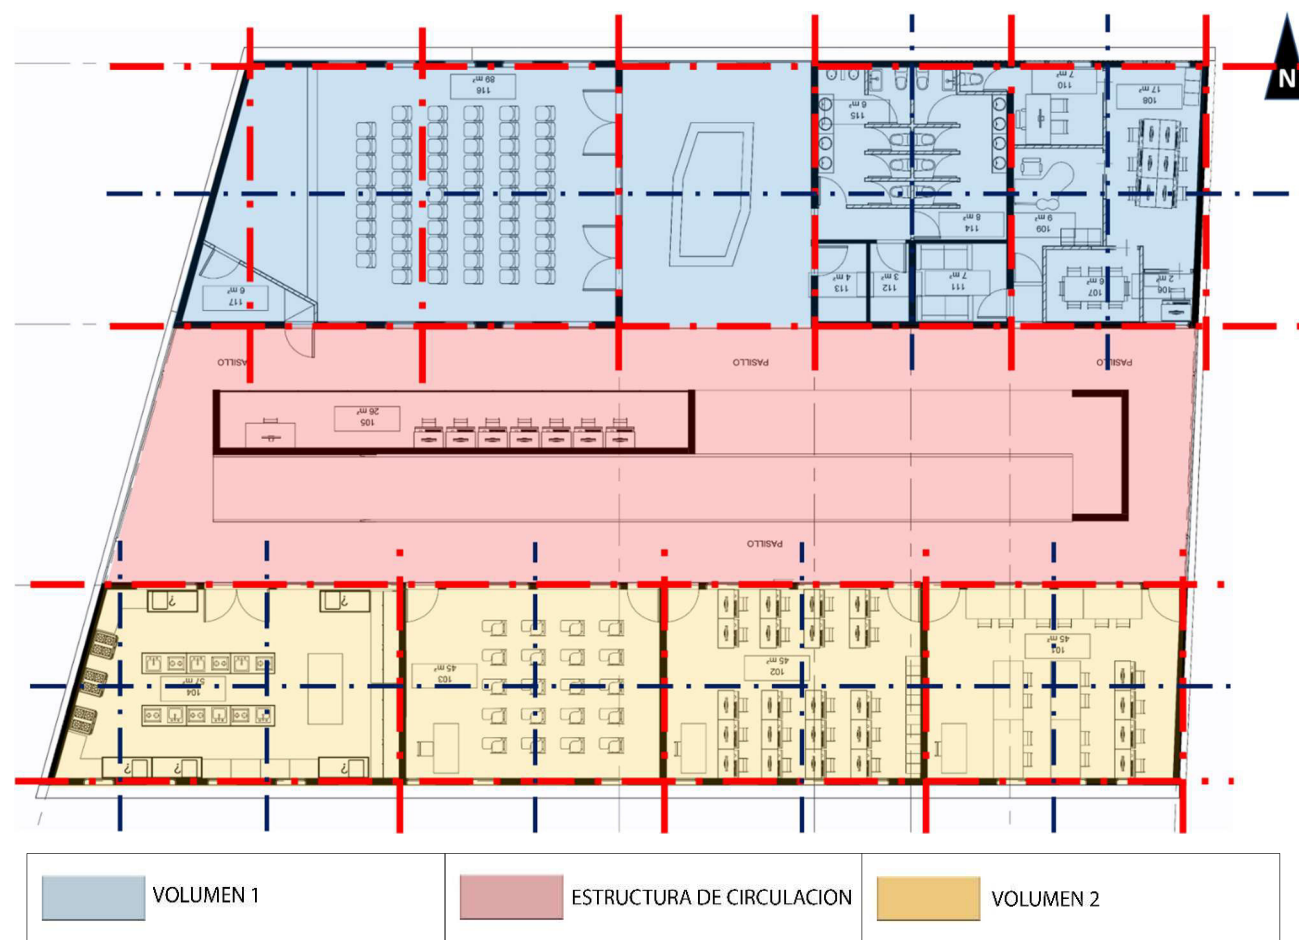 N
116
89 m²
115
9 m²
110
7 m²
108
17 m²
114
8 m²
109
9 m²
117
6 m²
113
4 m²
112
3 m²
111
7 m²
107
6 m²
106
2 m²
PASILLO
PASILLO
PASILLO
105
26 m²
PASILLO
104
57 m²
103
45 m²
102
45 m²
101
45 m²
?
?
?
?
?
VOLUMEN 1
ESTRUCTURA DE CIRCULACION
VOLUMEN 2